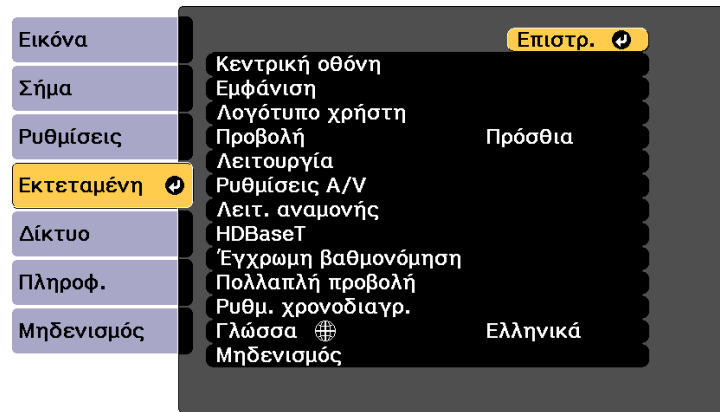 Εικόνα
Σήμα
Ρυθμίσεις
Εκτεταμένη
Δίκτυο
Πληροφ.
Μηδενισμός
Επιστρ.
Κεντρική οθόνη
Εμφάνιση
Λογότυπο χρήστη
Προβολή Πρόσθια
Λειτουργία
Ρυθμίσεις A/V
Λειτ. αναμονής
HDBaseT
Έγχρωμη βαθμονόμηση
Πολλαπλή προβολή
Ρυθμ. χρονοδιαγρ.
Γλώσσα Ελληνικά
Μηδενισμός